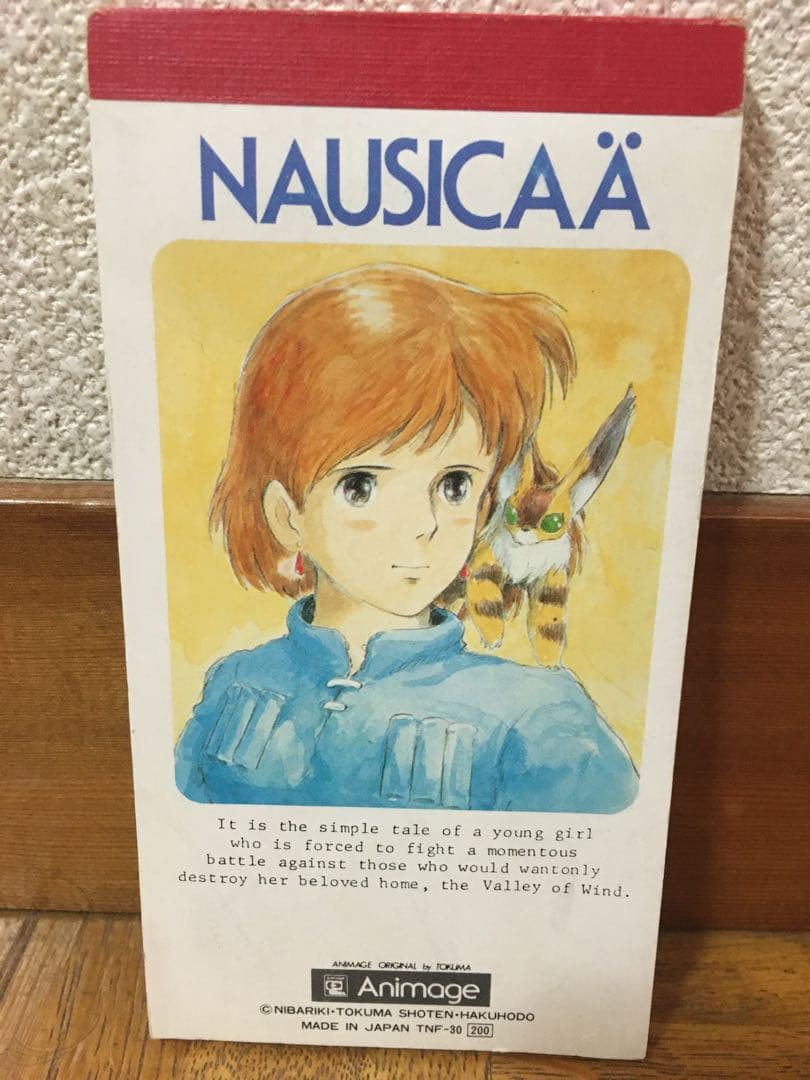 NAUSICAÄ
It is the simple tale of a young girl
who is forced to fight a momentous
battle against those who would wantonly
destroy her beloved home, the Valley of Wind.
ANIMAGE ORIGINAL by TOKUMA
Animage
©NIBARIKI・TOKUMA SHOTEN・HAKUHODO
MADE IN JAPAN TNF-30 200